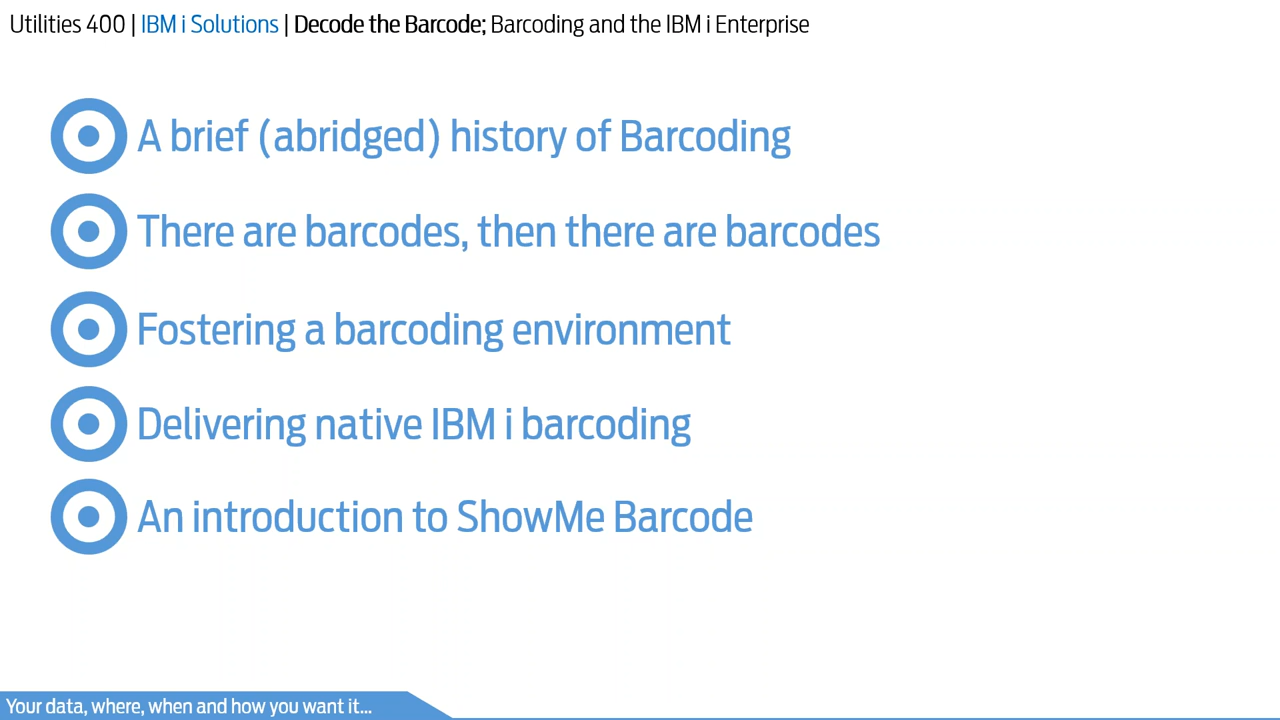 Utilities 400 | IBM i Solutions | Decode the Barcode; Barcoding and the IBM i Enterprise
A brief (abridged) history of Barcoding
There are barcodes, then there are barcodes
Fostering a barcoding environment
Delivering native IBM i barcoding
An introduction to ShowMe Barcode
Your data, where, when and how you want it...